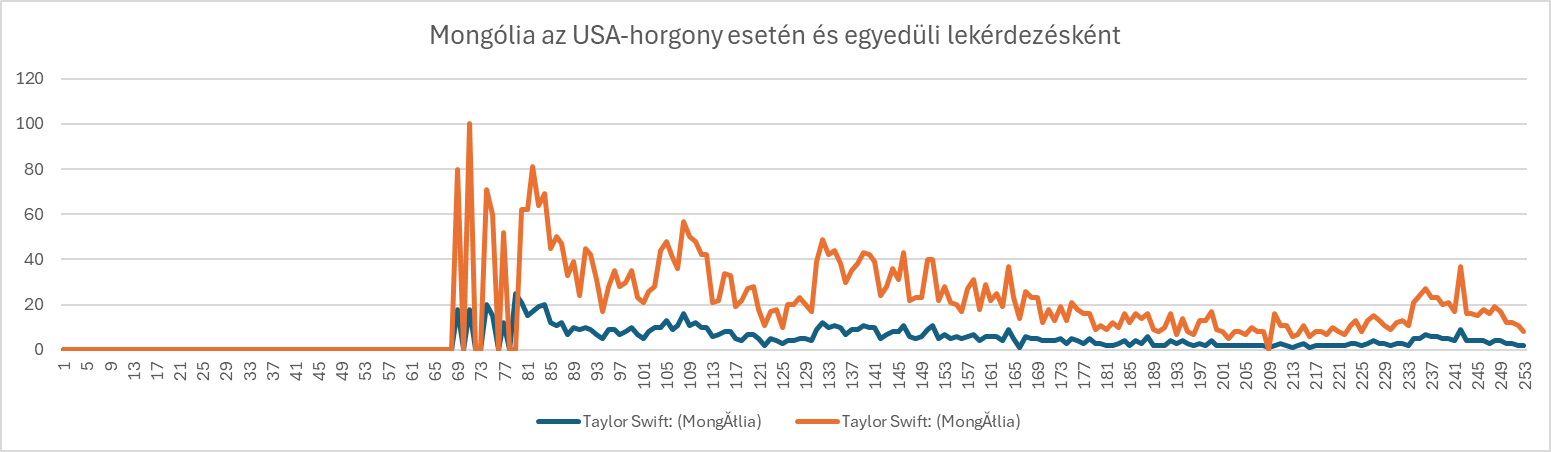 Mongólia az USA-horgony esetén és egyedüli lekérdezésként
120
100
80
60
40
20
0
1 5 9 13 17 21 25 29 33 37 41 45 49 53 57 61 65 69 73 77 81 85 89 93 97 101 105 109 113 117 121 125 129 133 137 141 145 149 153 157 161 165 169 173 177 181 185 189 193 197 201 205 209 213 217 221 225 229 233 237 241 245 249 253
Taylor Swift: (MongĂłlia) Taylor Swift: (MongĂłlia)